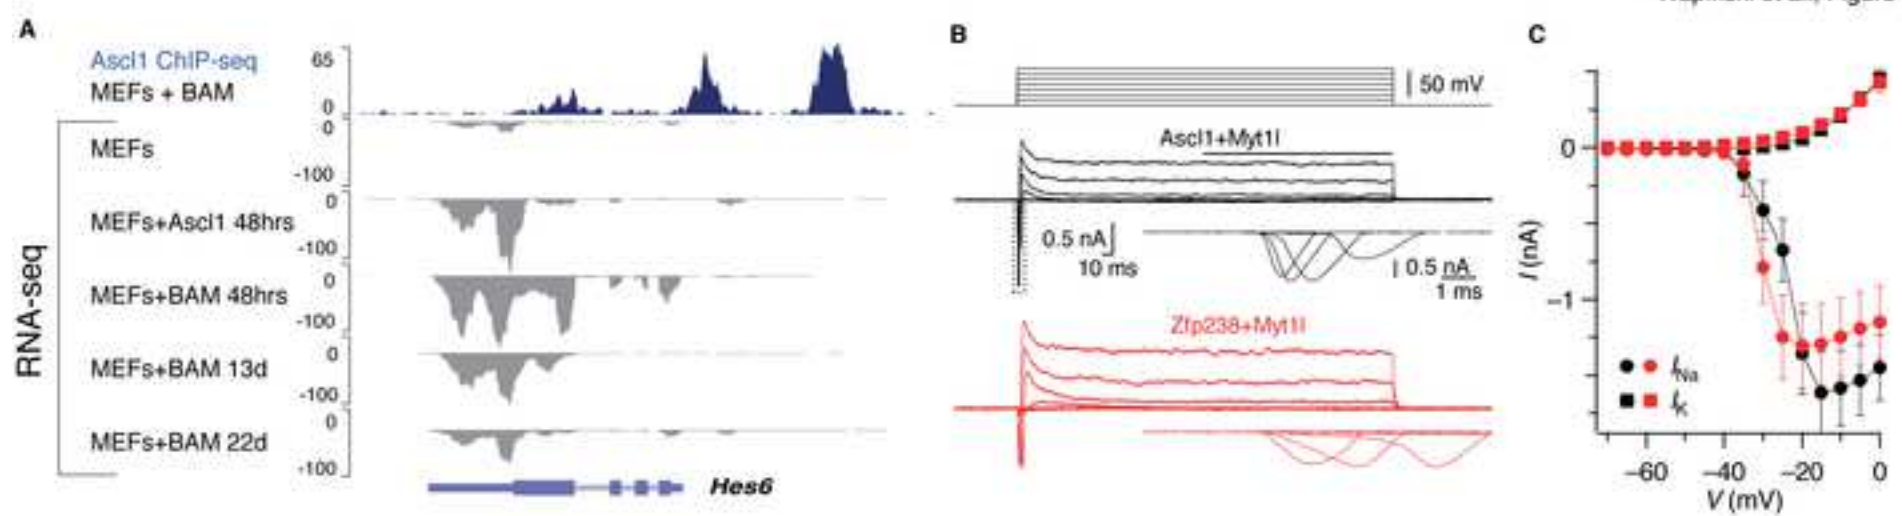 A
Ascl1 ChIP-seq
MEFs + BAM
65
0
RNA-seq
MEFs
0
-100
MEFs+Ascl1 48hrs
0
-100
MEFs+BAM 48hrs
0
-100
MEFs+BAM 13d
0
-100
MEFs+BAM 22d
0
-100
Hes6
B
50 mV
Ascl1+Myt1l
0.5 nA
10 ms
0.5 nA
1 ms
Zfp238+Myt1l
C
0
−1
I (nA)
INa
IK
−60 −40 −20 0
V (mV)